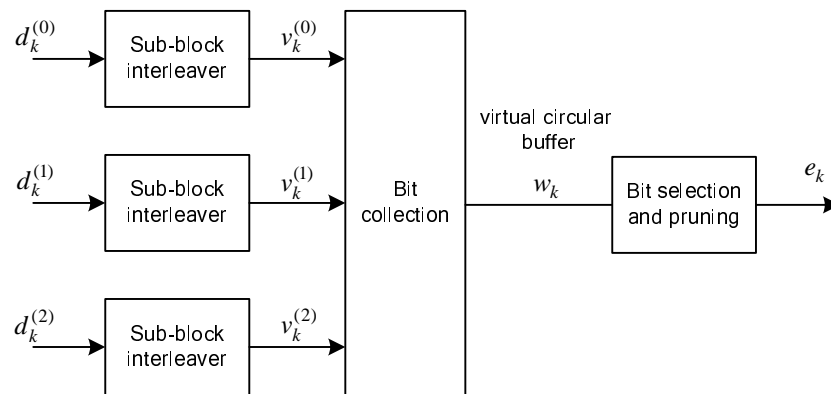 d_k^{(0)}
Sub-block
interleaver
v_k^{(0)}
d_k^{(1)}
Sub-block
interleaver
v_k^{(1)}
d_k^{(2)}
Sub-block
interleaver
v_k^{(2)}
Bit
collection
virtual circular
buffer
w_k
Bit selection
and pruning
e_k